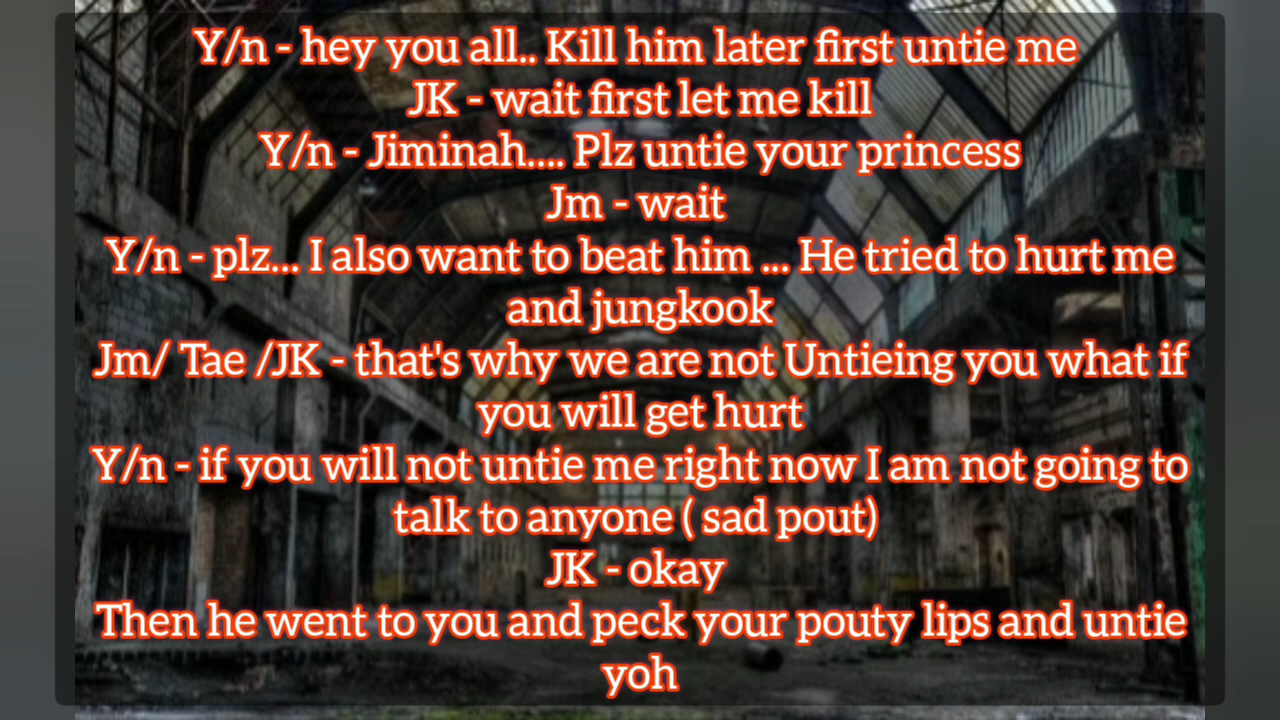 Y/n - hey you all.. Kill him later first untie me
JK - wait first let me kill
Y/n - Jiminah.... Plz untie your princess
Jm - wait
Y/n - plz... I also want to beat him ... He tried to hurt me
and jungkook
Jm/ Tae /JK - that's why we are not Untieing you what if
you will get hurt
Y/n - if you will not untie me right now I am not going to
talk to anyone ( sad pout)
JK - okay
Then he went to you and peck your pouty lips and untie
yoh